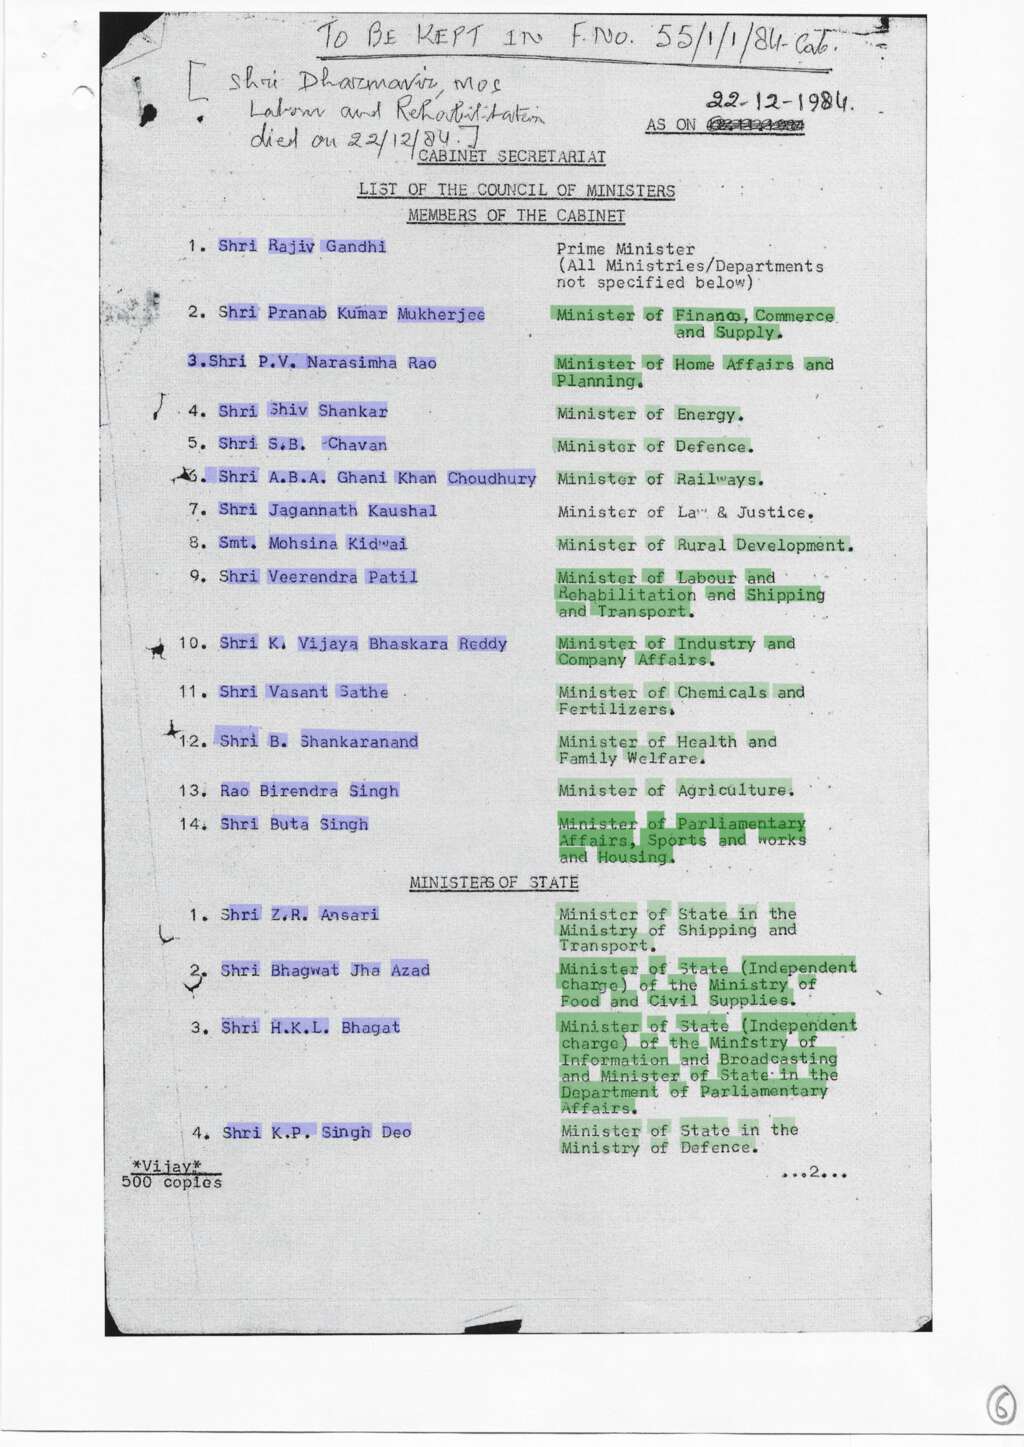 TO BE KEPT IN F.No. 55/1/1/84-Cab.
[ Shri Dharmavir, MOS
Labour and Rehabilitation
died on 22/12/84.]
22-12-1984.
AS ON
CABINET SECRETARIAT
LIST OF THE COUNCIL OF MINISTERS
MEMBERS OF THE CABINET
1. Shri Rajiv Gandhi Prime Minister
(All Ministries/Departments
not specified below)
2. Shri Pranab Kumar Mukherjee Minister of Finance, Commerce
and Supply.
3.Shri P.V. Narasimha Rao Minister of Home Affairs and
Planning.
4. Shri Shiv Shankar Minister of Energy.
5. Shri S.B. Chavan Minister of Defence.
6. Shri A.B.A. Ghani Khan Choudhury Minister of Railways.
7. Shri Jagannath Kaushal Minister of Law & Justice.
8. Smt. Mohsina Kidwai Minister of Rural Development.
9. Shri Veerendra Patil Minister of Labour and
Rehabilitation and Shipping
and Transport.
10. Shri K. Vijaya Bhaskara Reddy Minister of Industry and
Company Affairs.
11. Shri Vasant Sathe Minister of Chemicals and
Fertilizers.
12. Shri B. Shankaranand Minister of Health and
Family Welfare.
13. Rao Birendra Singh Minister of Agriculture.
14. Shri Buta Singh Minister of Parliamentary
Affairs, Sports and Works
and Housing.
MINISTERS OF STATE
1. Shri Z.R. Ansari Minister of State in the
Ministry of Shipping and
Transport.
2. Shri Bhagwat Jha Azad Minister of State (Independent
charge) of the Ministry of
Food and Civil Supplies.
3. Shri H.K.L. Bhagat Minister of State (Independent
charge) of the Ministry of
Information and Broadcasting
and Minister of State in the
Department of Parliamentary
Affairs.
4. Shri K.P. Singh Deo Minister of State in the
Ministry of Defence.
*Vijay*
500 copies
...2...
6